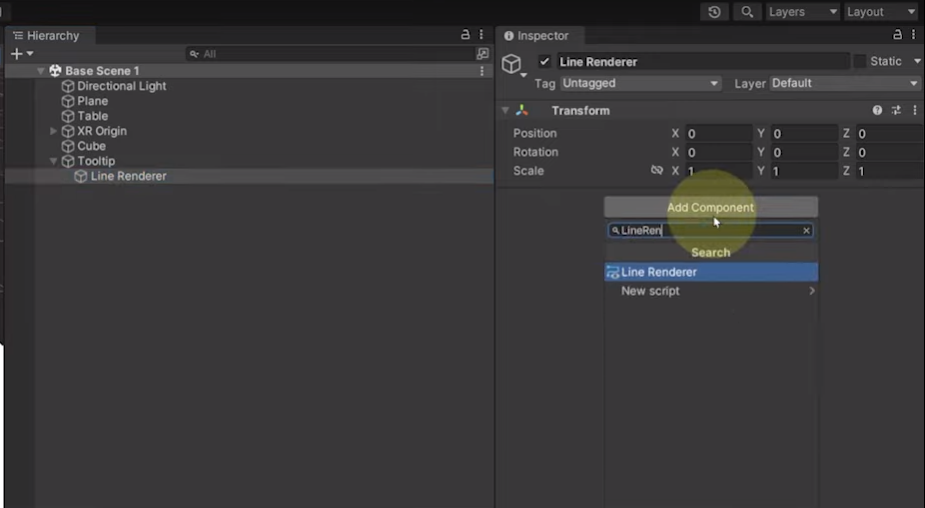 Layers
Layout
Hierarchy
All
Base Scene 1
Directional Light
Plane
Table
XR Origin
Cube
Tooltip
Line Renderer
Inspector
Line Renderer
Static
Tag Untagged Layer Default
Transform
Position X 0 Y 0 Z 0
Rotation X 0 Y 0 Z 0
Scale X 1 Y 1 Z 1
Add Component
LineRen
Search
Line Renderer
New script